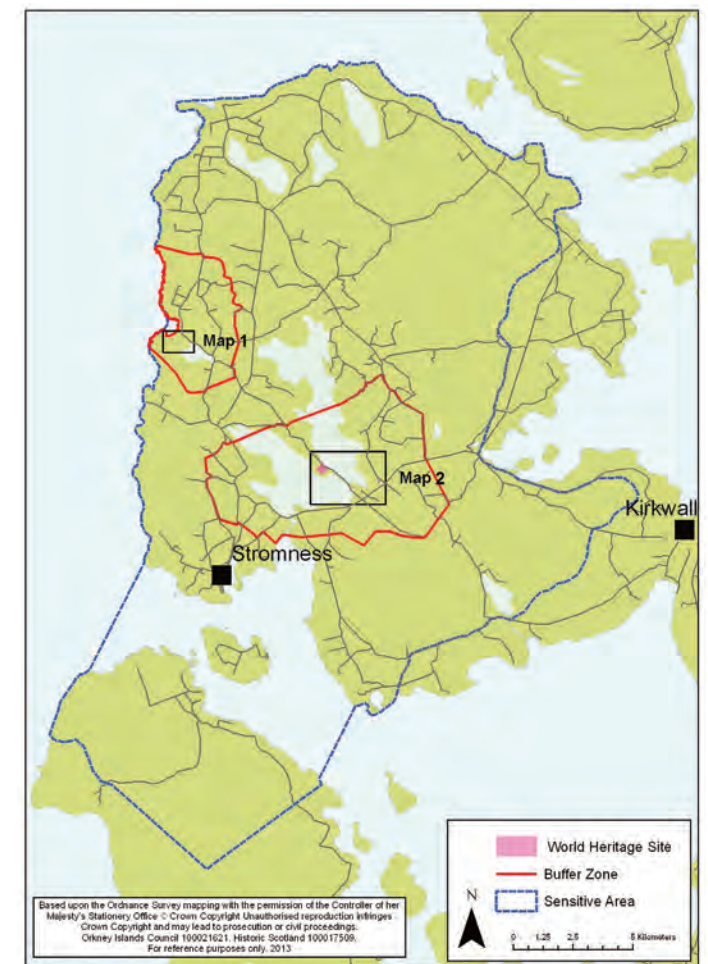 Map 1
Map 2
Kirkwall
Stromness
World Heritage Site
Buffer Zone
Sensitive Area
N
0 1.25 2.5 5 Kilometers
Based upon the Ordnance Survey mapping with the permission of the Controller of her
Majesty's Stationery Office © Crown Copyright Unauthorised reproduction infringes
Crown Copyright and may lead to prosecution or civil proceedings.
Orkney Islands Council 100021621. Historic Scotland 100017509.
For reference purposes only. 2013